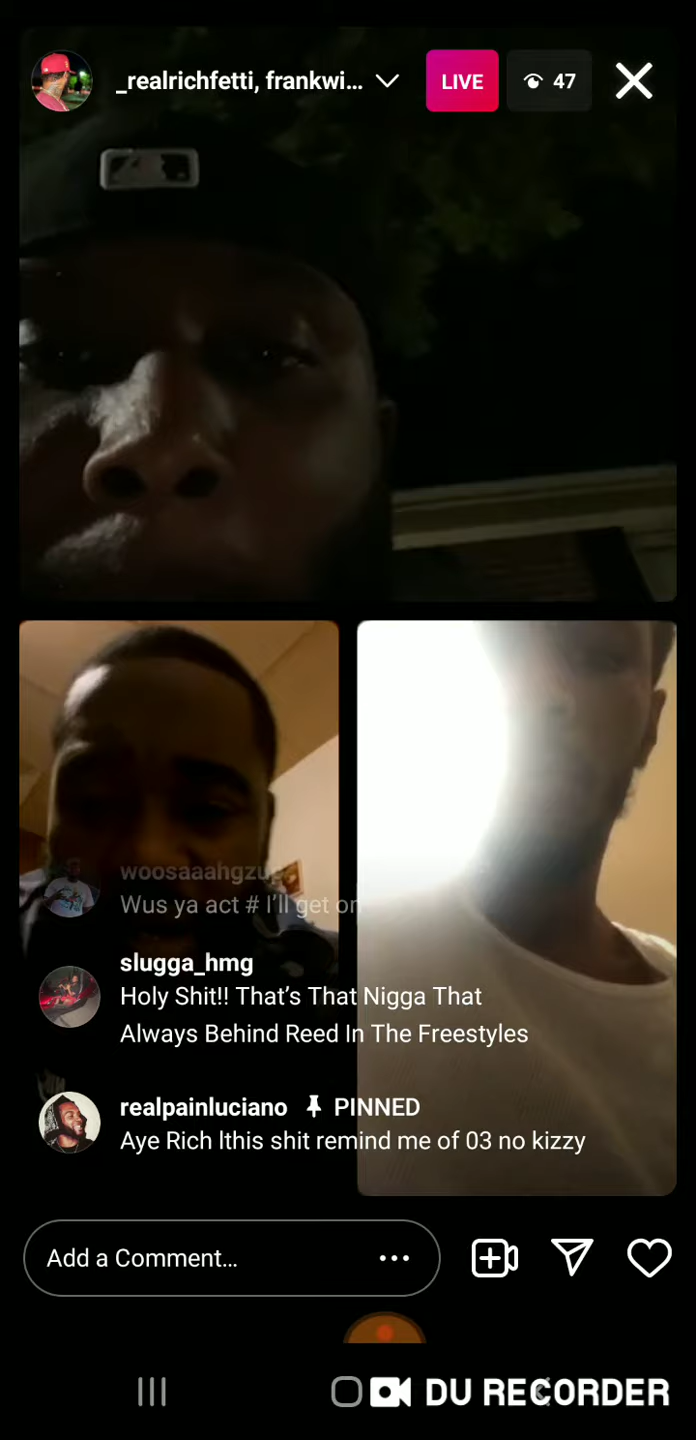 _realrichfetti, frankwi...
LIVE
47
woosaaahgzup
Wus ya act # I'll get on
slugga_hmg
Holy Shit!! That's That Nigga That
Always Behind Reed In The Freestyles
realpainluciano PINNED
Aye Rich lthis shit remind me of 03 no kizzy
Add a Comment...
DU RECORDER